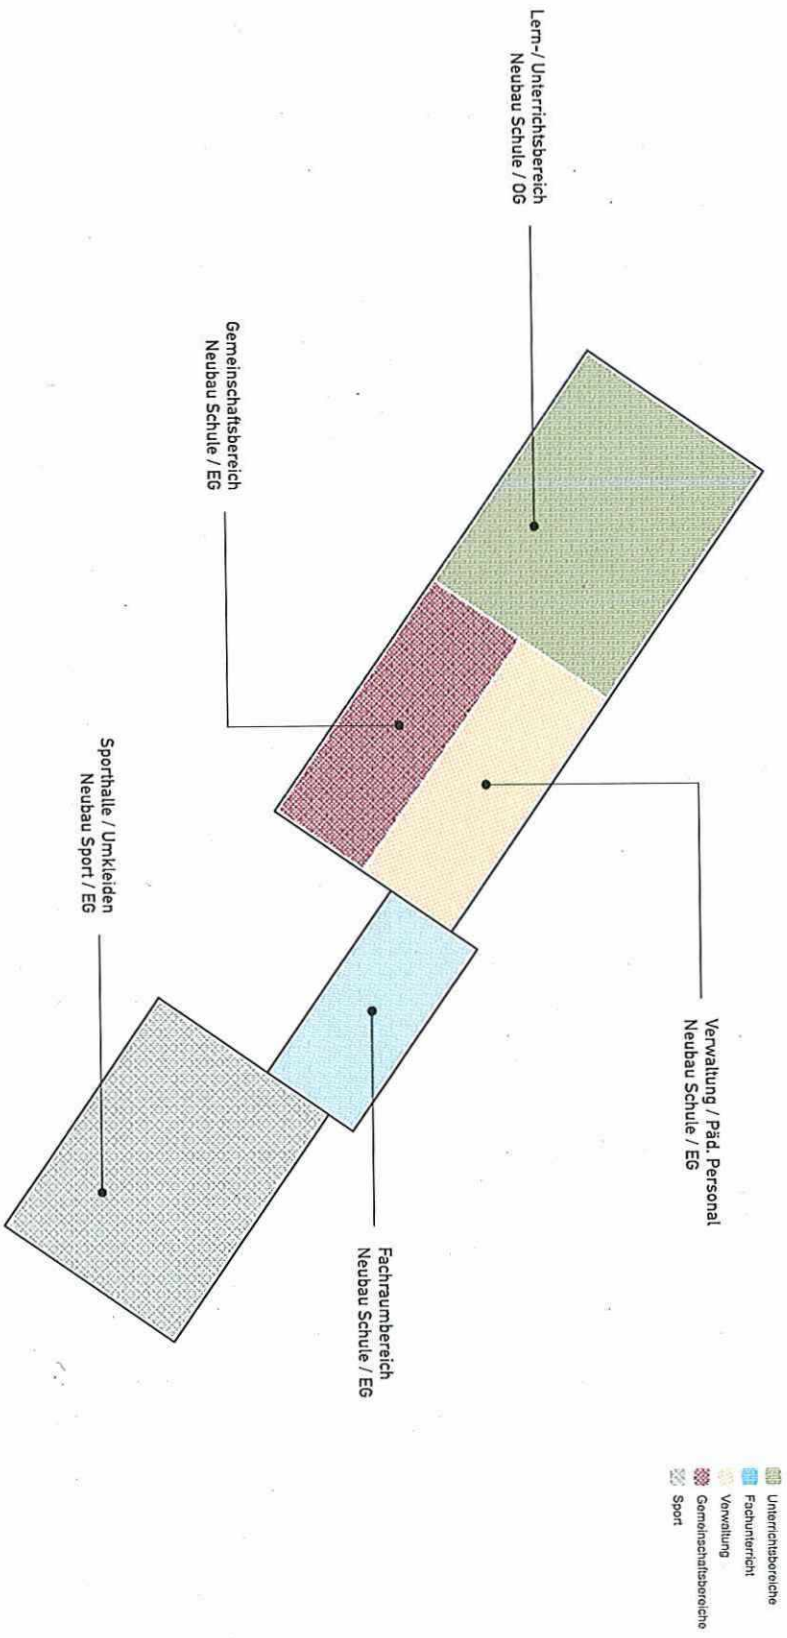 Lern-/ Unterrichtsbereich
Neubau Schule / OG
Gemeinschaftsbereich
Neubau Schule / EG
Sporthalle / Umkleiden
Neubau Sport / EG
Verwaltung / Päd. Personal
Neubau Schule / EG
Fachraumbereich
Neubau Schule / EG
Unterrichtsbereiche
Fachunterricht
Verwaltung
Gemeinschaftsbereiche
Sport